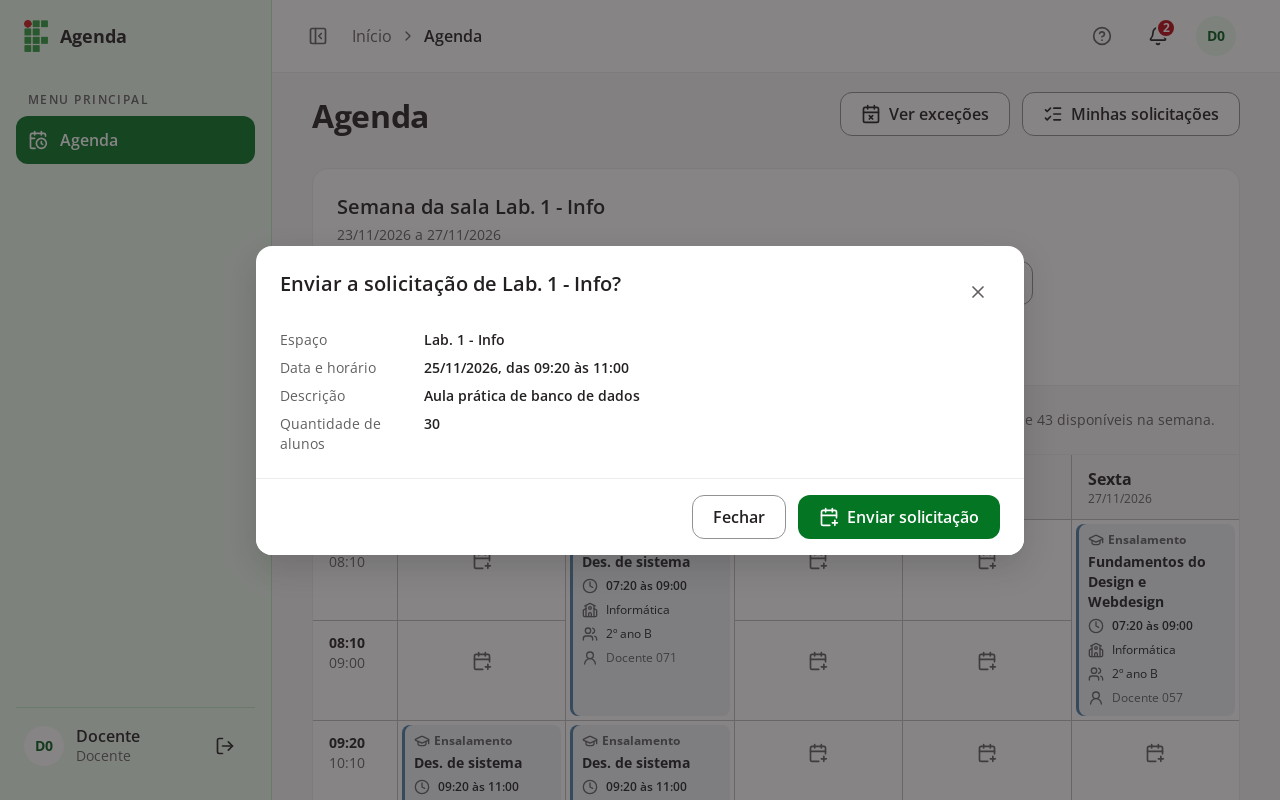 Agenda
MENU PRINCIPAL
Agenda
Docente
Docente
D0
Início > Agenda
2
D0
Agenda
Ver exceções
Minhas solicitações
Semana da sala Lab. 1 - Info
23/11/2026 a 27/11/2026
Enviar a solicitação de Lab. 1 - Info?
Espaço
Lab. 1 - Info
Data e horário
25/11/2026, das 09:20 às 11:00
Descrição
Aula prática de banco de dados
Quantidade de
alunos
30
Fechar
Enviar solicitação
e 43 disponíveis na semana.
Sexta
27/11/2026
08:10
Des. de sistema
07:20 às 09:00
Informática
2º ano B
Docente 071
Ensalamento
Fundamentos do
Design e
Webdesign
07:20 às 09:00
Informática
2º ano B
Docente 057
08:10
09:00
09:20
10:10
Ensalamento
Des. de sistema
09:20 às 11:00
Ensalamento
Des. de sistema
09:20 às 11:00